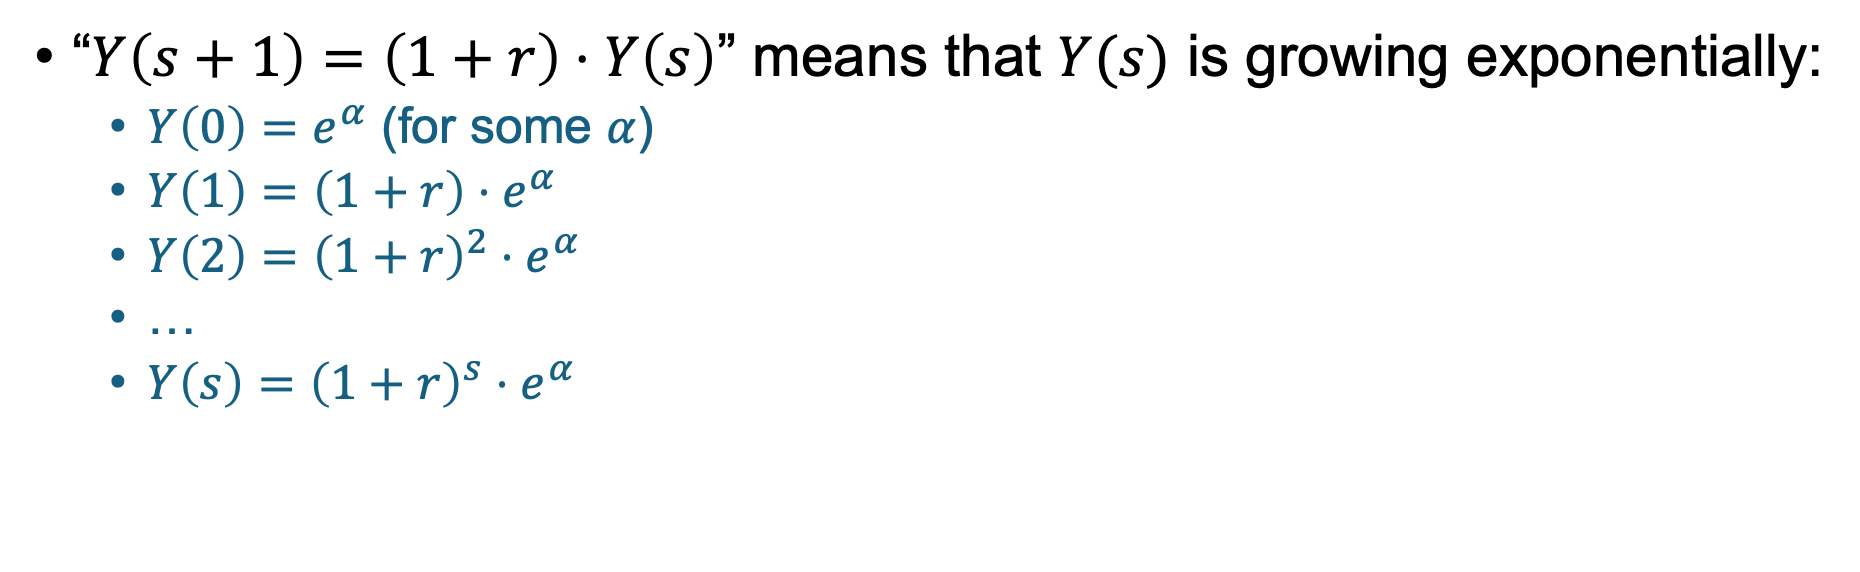 • “Y(s + 1) = (1 + r) · Y(s)” means that Y(s) is growing exponentially:
• Y(0) = e^α (for some α)
• Y(1) = (1 + r) · e^α
• Y(2) = (1 + r)^2 · e^α
• …
• Y(s) = (1 + r)^s · e^α